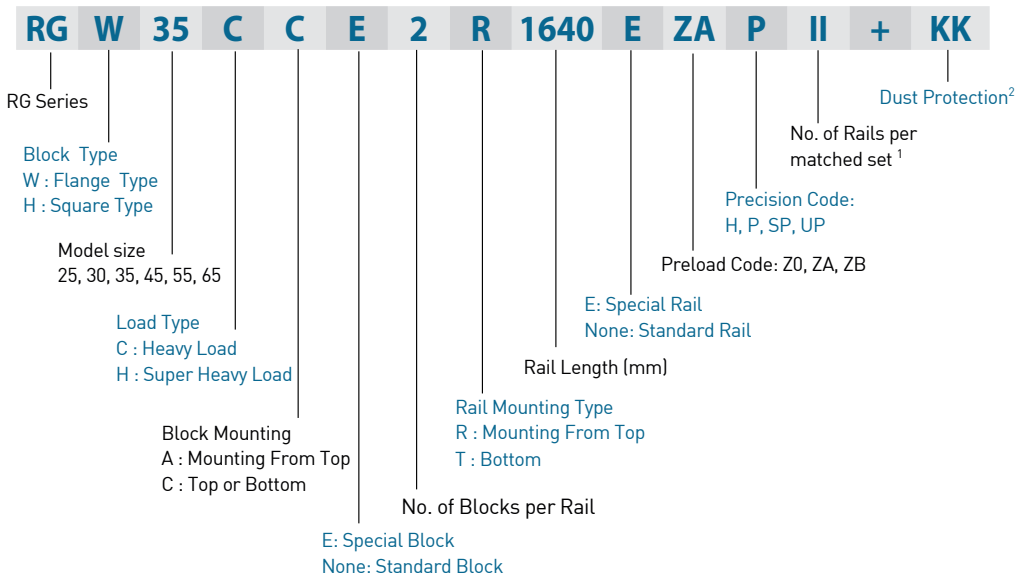 RG W 35 C C E 2 R 1640 E ZA P II + KK
RG Series
Dust Protection2
No. of Rails per
matched set 1
Block Type
W : Flange Type
H : Square Type
Precision Code:
H, P, SP, UP
Model size
25, 30, 35, 45, 55, 65
Preload Code: Z0, ZA, ZB
E: Special Rail
None: Standard Rail
Load Type
C : Heavy Load
H : Super Heavy Load
Rail Length (mm)
Rail Mounting Type
R : Mounting From Top
T : Bottom
Block Mounting
A : Mounting From Top
C : Top or Bottom
No. of Blocks per Rail
E: Special Block
None: Standard Block